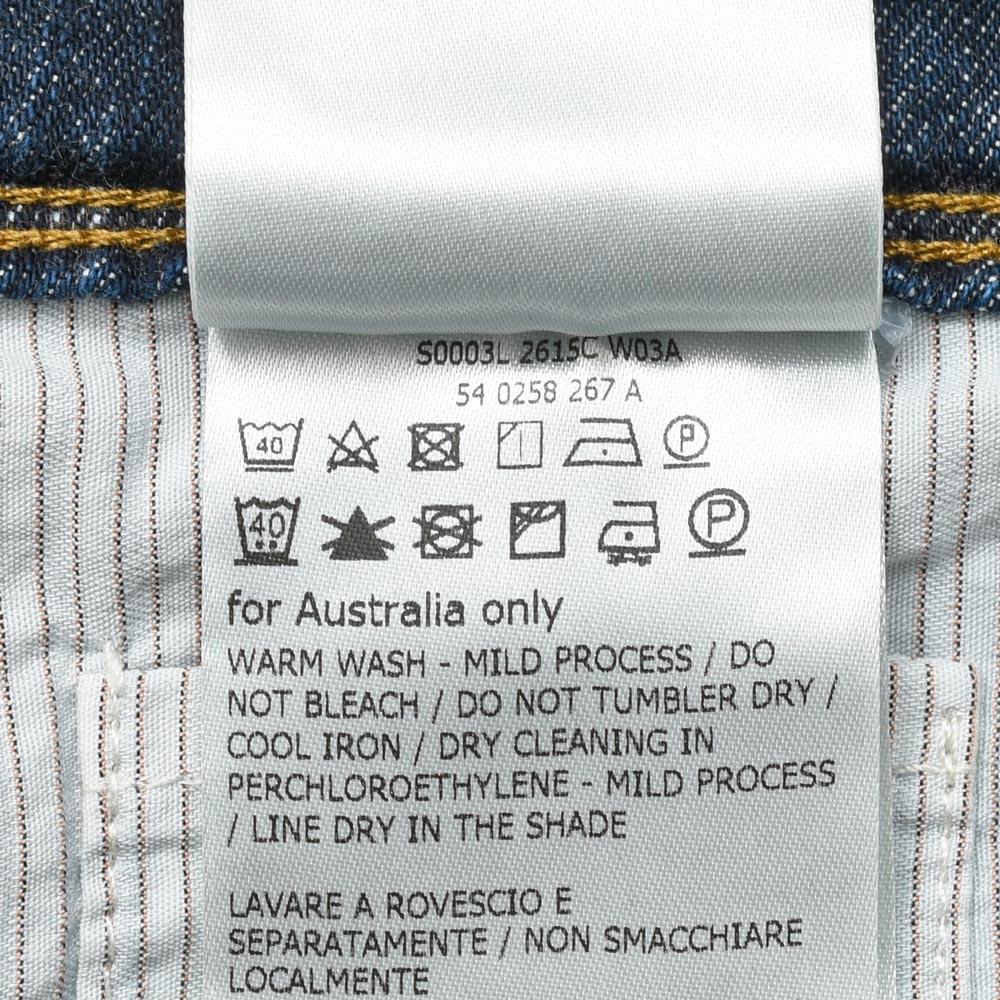 S0003L 2615C W03A
54 0258 267 A
40 P
40 P
for Australia only
WARM WASH - MILD PROCESS / DO
NOT BLEACH / DO NOT TUMBLER DRY /
COOL IRON / DRY CLEANING IN
PERCHLOROETHYLENE - MILD PROCESS
/ LINE DRY IN THE SHADE
LAVARE A ROVESCIO E
SEPARATAMENTE / NON SMACCHIARE
LOCALMENTE